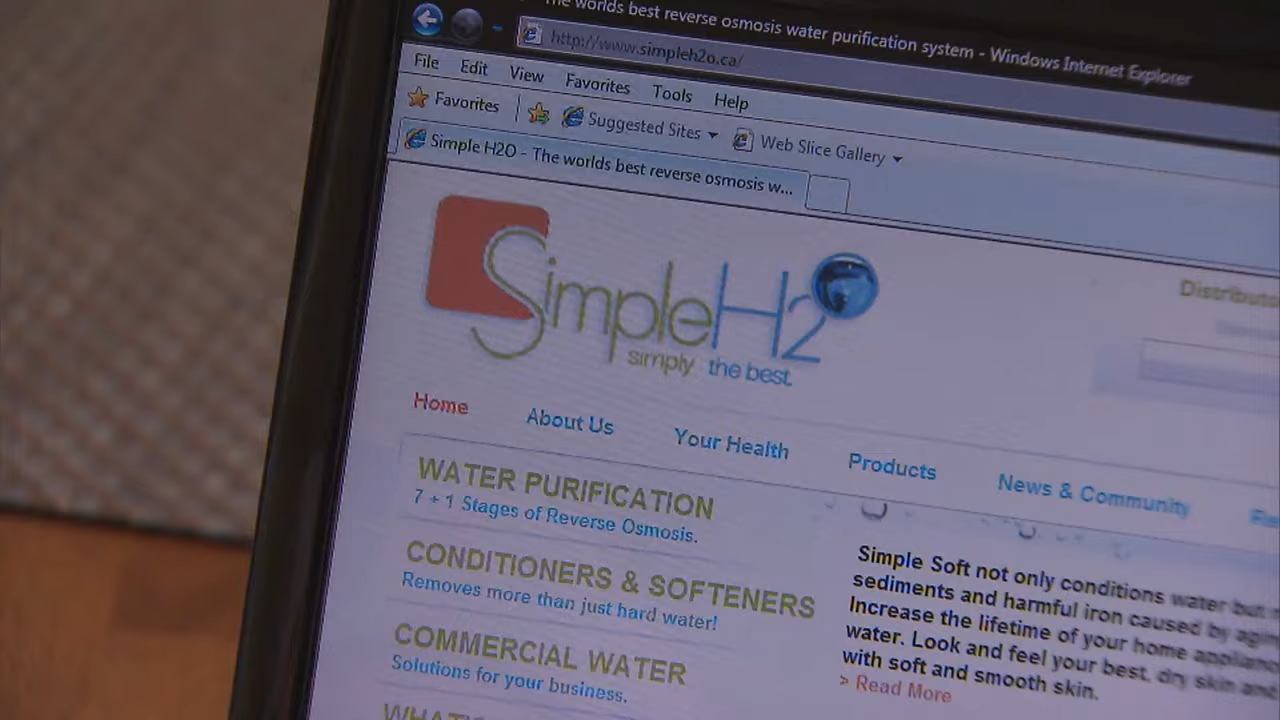 The worlds best reverse osmosis water purification system - Windows Internet Explorer
http://www.simpleh2o.ca/
File Edit View Favorites Tools Help
Favorites Suggested Sites Web Slice Gallery
Simple H2O - The worlds best reverse osmosis w...
SimpleH2
simply the best.
Home About Us Your Health Products News & Community
WATER PURIFICATION
7 + 1 Stages of Reverse Osmosis.
CONDITIONERS & SOFTENERS
Removes more than just hard water!
COMMERCIAL WATER
Solutions for your business.
Simple Soft not only conditions water but
sediments and harmful iron caused by
Increase the lifetime of your home
water. Look and feel your best, dry skin
with soft and smooth skin.
> Read More